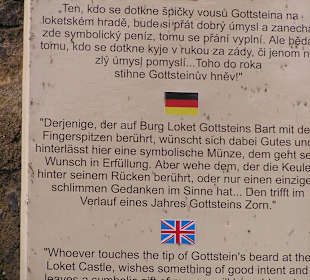 "Ten, kdo se dotkne špičky vousů Gottsteina na
loketském hradě, bude si přát dobrý úmysl a zanechá
zde symbolický peníz, tomu se přání vyplní. Ale běda
tomu, kdo se dotkne kyje v rukou za zády, či jenom n
zlý úmysl pomyslí...Toho do roka
stihne Gottsteinův hněv!"
"Derjenige, der auf Burg Loket Gottsteins Bart mit de
Fingerspitzen berührt, wünscht sich dabei Gutes und
hinterlässt hier eine symbolische Münze, dem geht se
Wunsch in Erfüllung. Aber wehe dem, der die Keule
hinter seinem Rücken berührt, oder nur einen einzige
schlimmen Gedanken im Sinne hat... Den trifft im
Verlauf eines Jahres Gottsteins Zorn."
"Whoever touches the tip of Gottstein's beard at the
Loket Castle, wishes something of good intent and
leaves a symbolic gift of